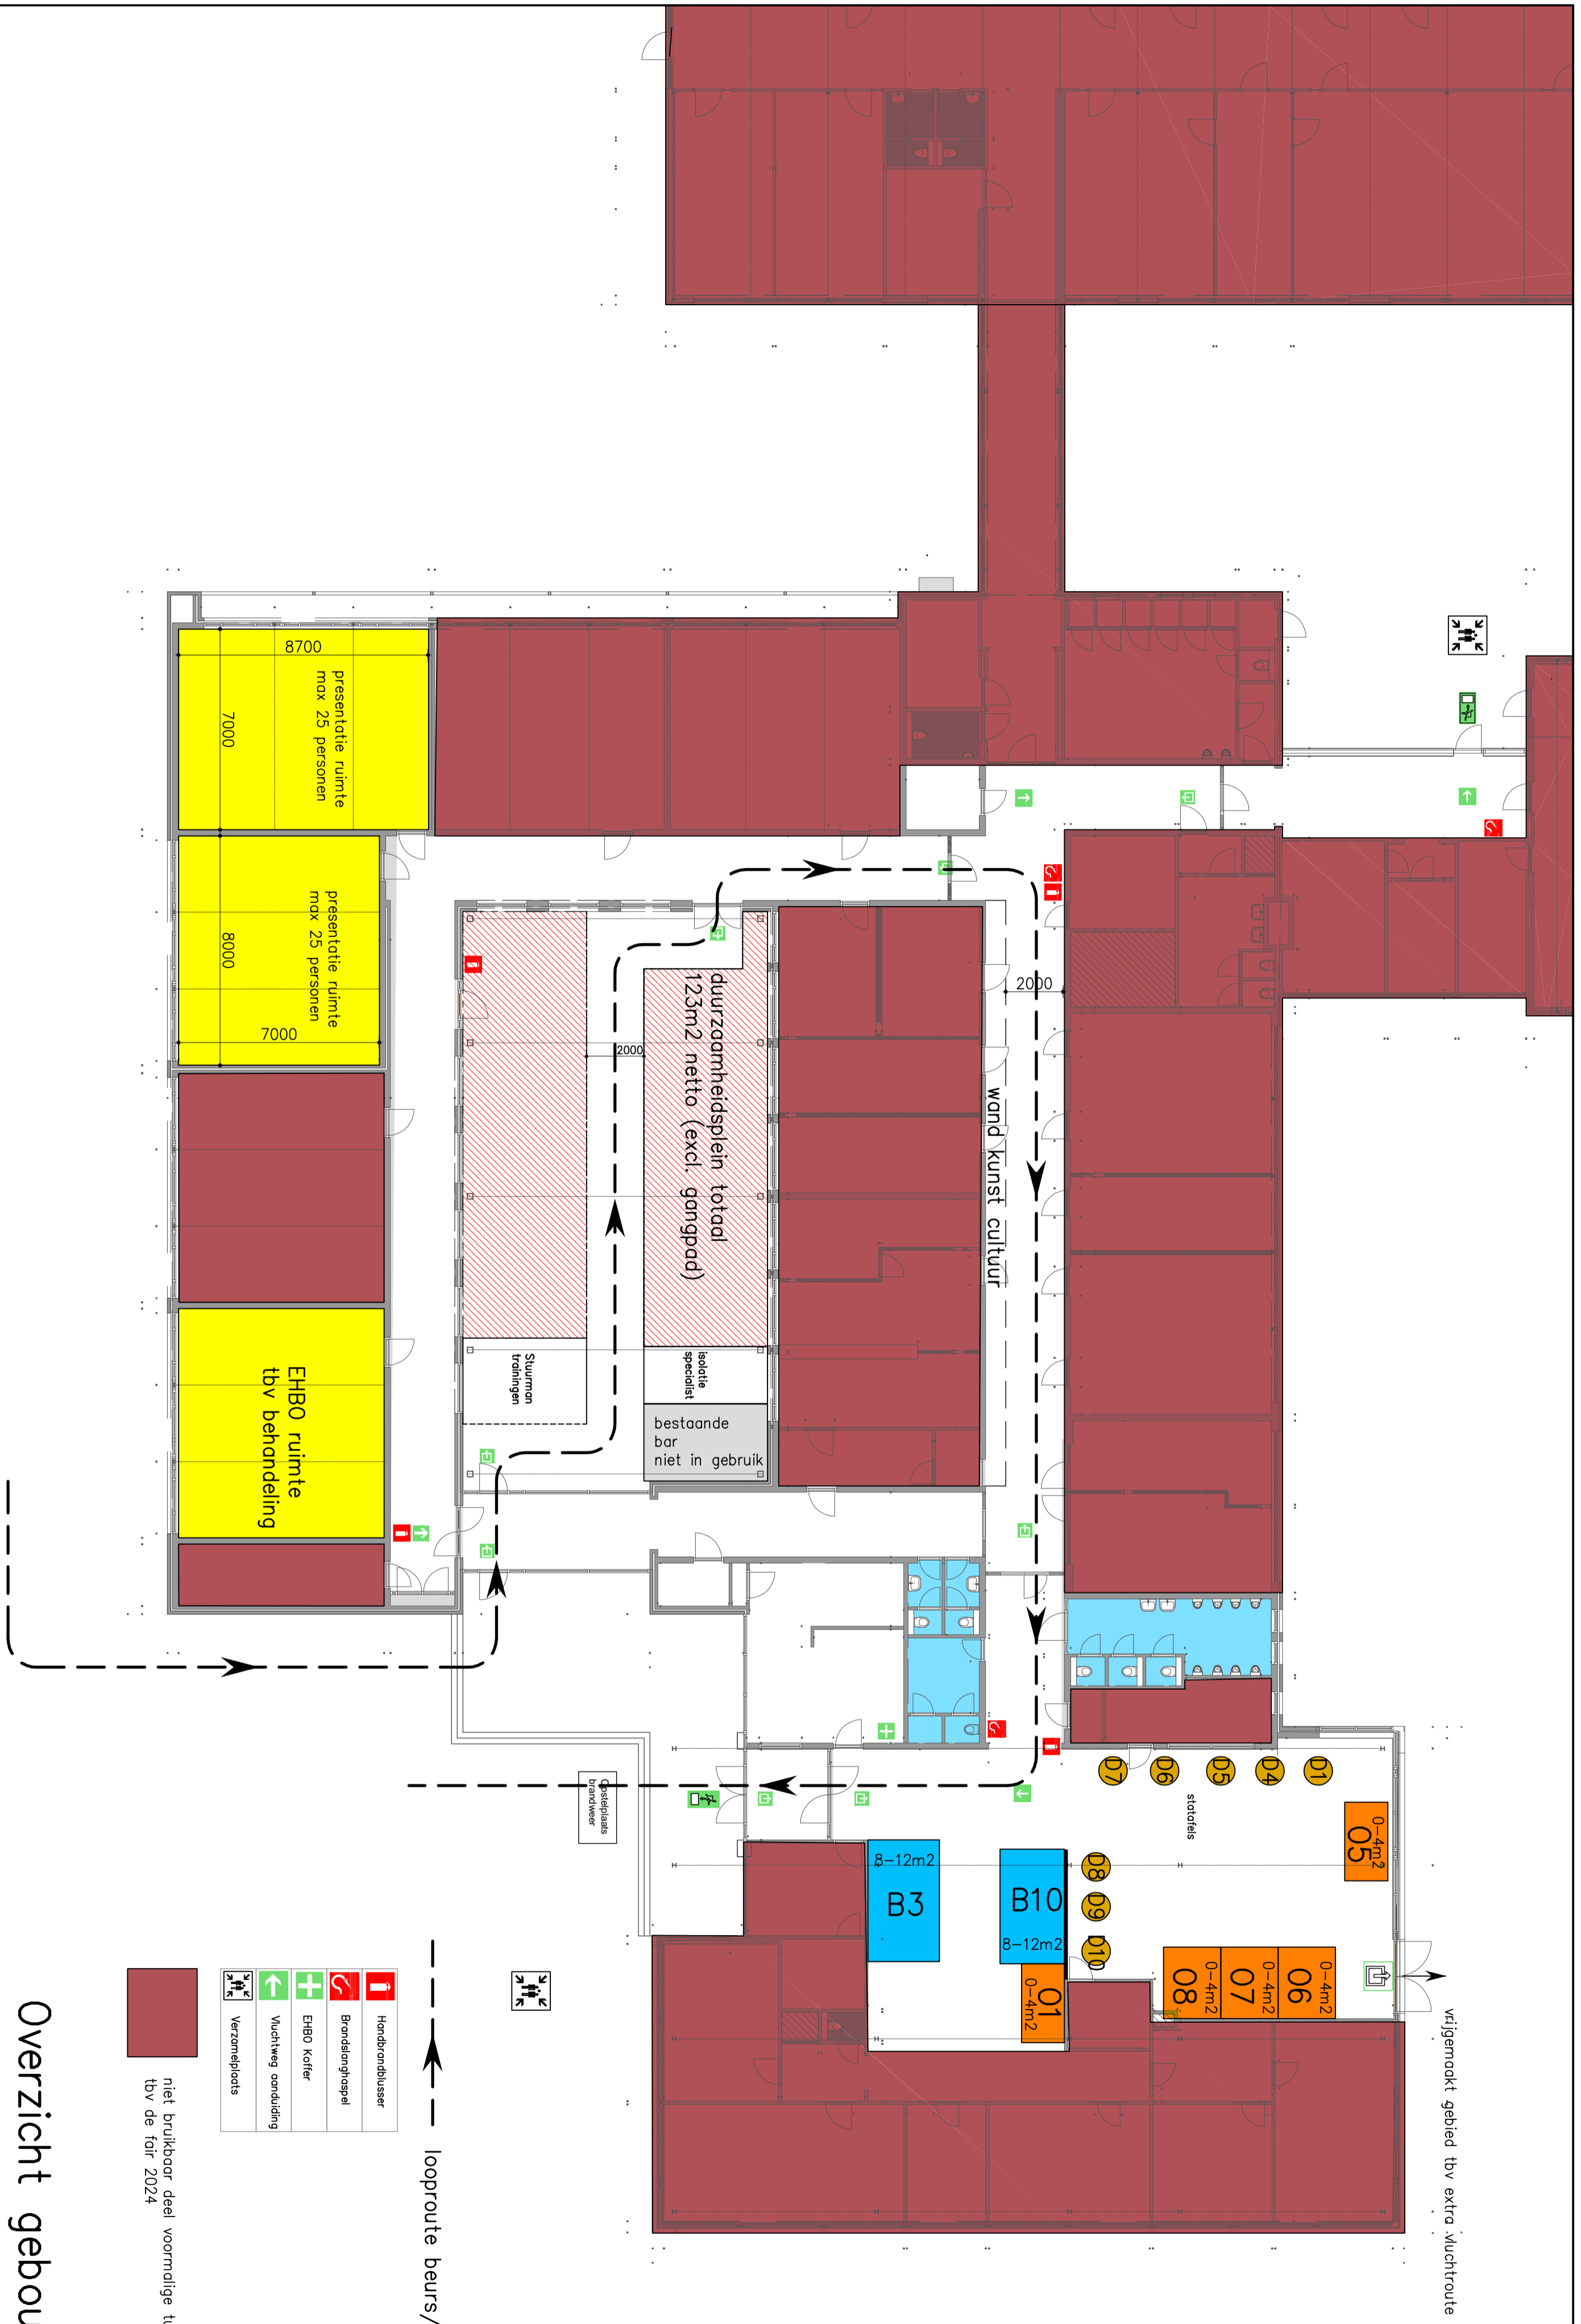 8700
7000
presentatie ruimte
max 25 personen
8000
7000
presentatie ruimte
max 25 personen
EHBO ruimte
tbv behandeling
duurzaamheidsplein totaal
123m2 netto (excl. gangpad)
2000
Stuurman
trainingen
isolatie
specialist
bestaande
bar
niet in gebruik
wand kunst cultuur
2000
D7
D6
D5
D4
D1
statafels
0-4m2
05
D8
D9
D10
8-12m2
B3
B10
8-12m2
01
0-4m2
0-4m2
08
0-4m2
07
0-4m2
06
Opstelplaats
brandweer
vrijgemaakt gebied tbv extra vluchtroute
looproute beurs/
Handbrandblusser
Brandslanghaspel
EHBO Koffer
Vluchtweg aanduiding
Verzamelplaats
niet bruikbaar deel voormalige
tbv de fair 2024
Overzicht